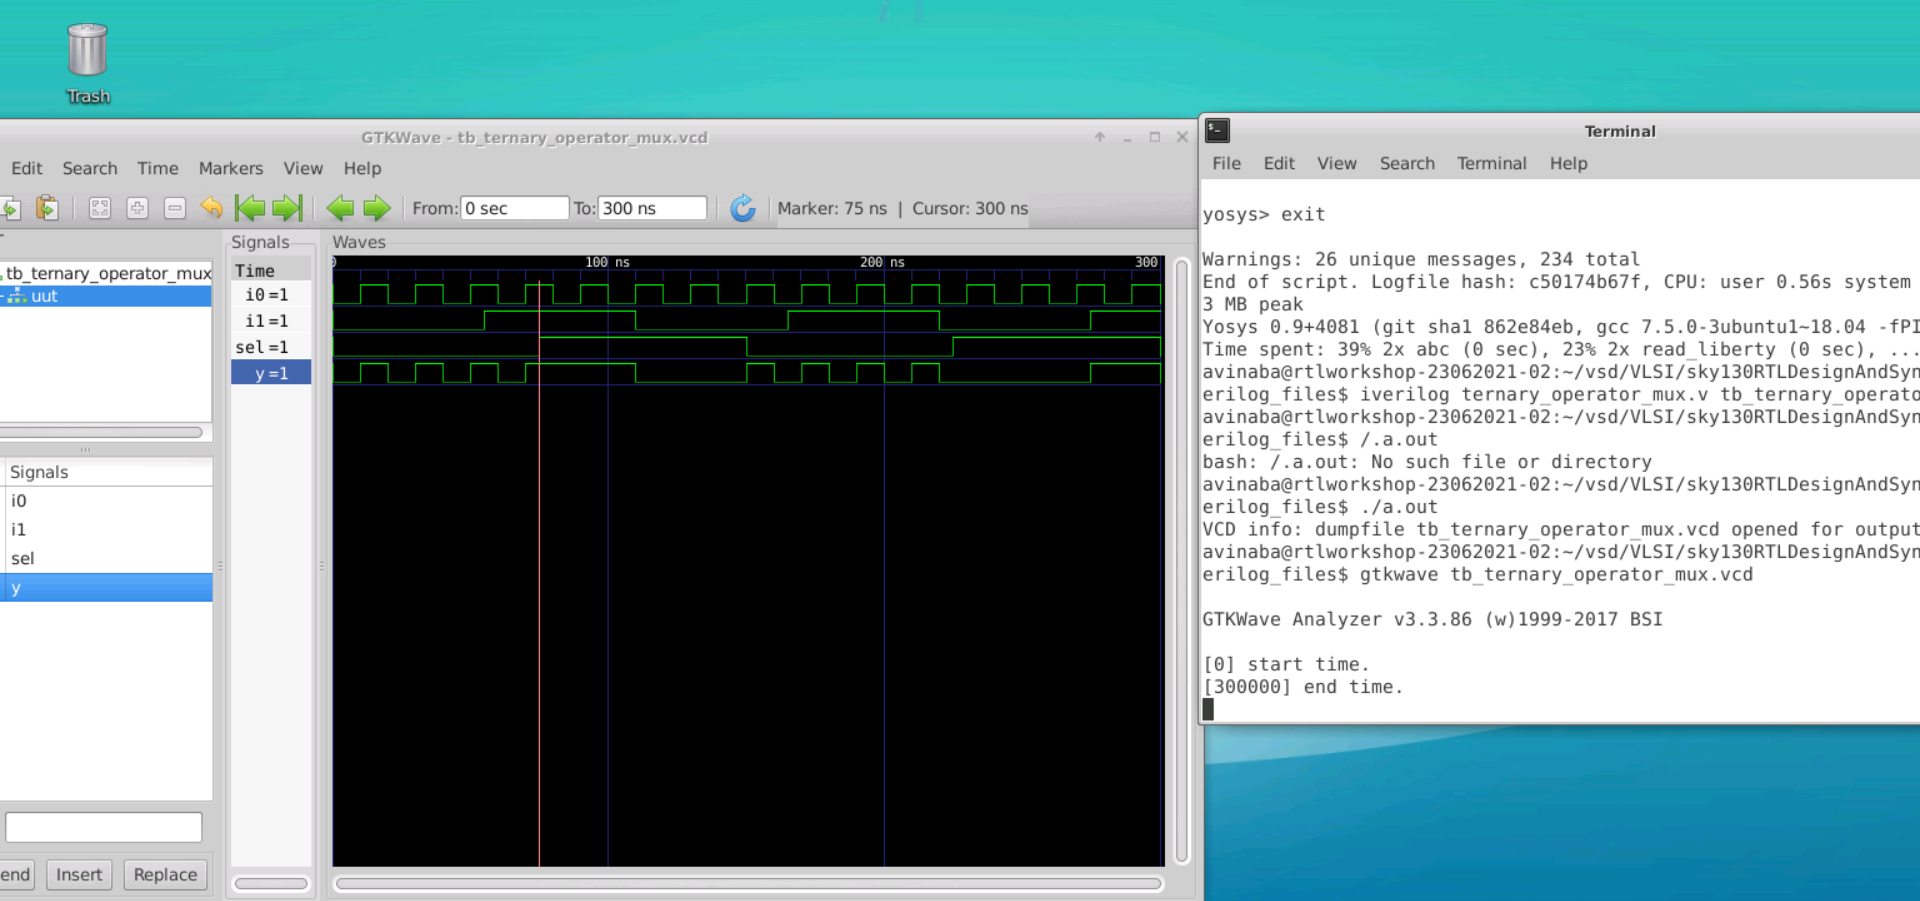 Trash
GTKWave - tb_ternary_operator_mux.vcd
Edit Search Time Markers View Help
From: 0 sec To: 300 ns Marker: 75 ns | Cursor: 300 ns
tb_ternary_operator_mux
uut
Signals
i0
i1
sel
y
end Insert Replace
Signals
Time
i0 =1
i1 =1
sel =1
y =1
Waves
0 100 ns 200 ns 300
Terminal
File Edit View Search Terminal Help
yosys> exit
Warnings: 26 unique messages, 234 total
End of script. Logfile hash: c50174b67f, CPU: user 0.56s system
3 MB peak
Yosys 0.9+4081 (git sha1 862e84eb, gcc 7.5.0-3ubuntu1~18.04 -fPI
Time spent: 39% 2x abc (0 sec), 23% 2x read_liberty (0 sec), ...
avinaba@rtlworkshop-23062021-02:~/vsd/VLSI/sky130RTLDesignAndSyn
erilog_files$ iverilog ternary_operator_mux.v tb_ternary_operato
avinaba@rtlworkshop-23062021-02:~/vsd/VLSI/sky130RTLDesignAndSyn
erilog_files$ /.a.out
bash: /.a.out: No such file or directory
avinaba@rtlworkshop-23062021-02:~/vsd/VLSI/sky130RTLDesignAndSyn
erilog_files$ ./a.out
VCD info: dumpfile tb_ternary_operator_mux.vcd opened for output
avinaba@rtlworkshop-23062021-02:~/vsd/VLSI/sky130RTLDesignAndSyn
erilog_files$ gtkwave tb_ternary_operator_mux.vcd
GTKWave Analyzer v3.3.86 (w)1999-2017 BSI
[0] start time.
[300000] end time.